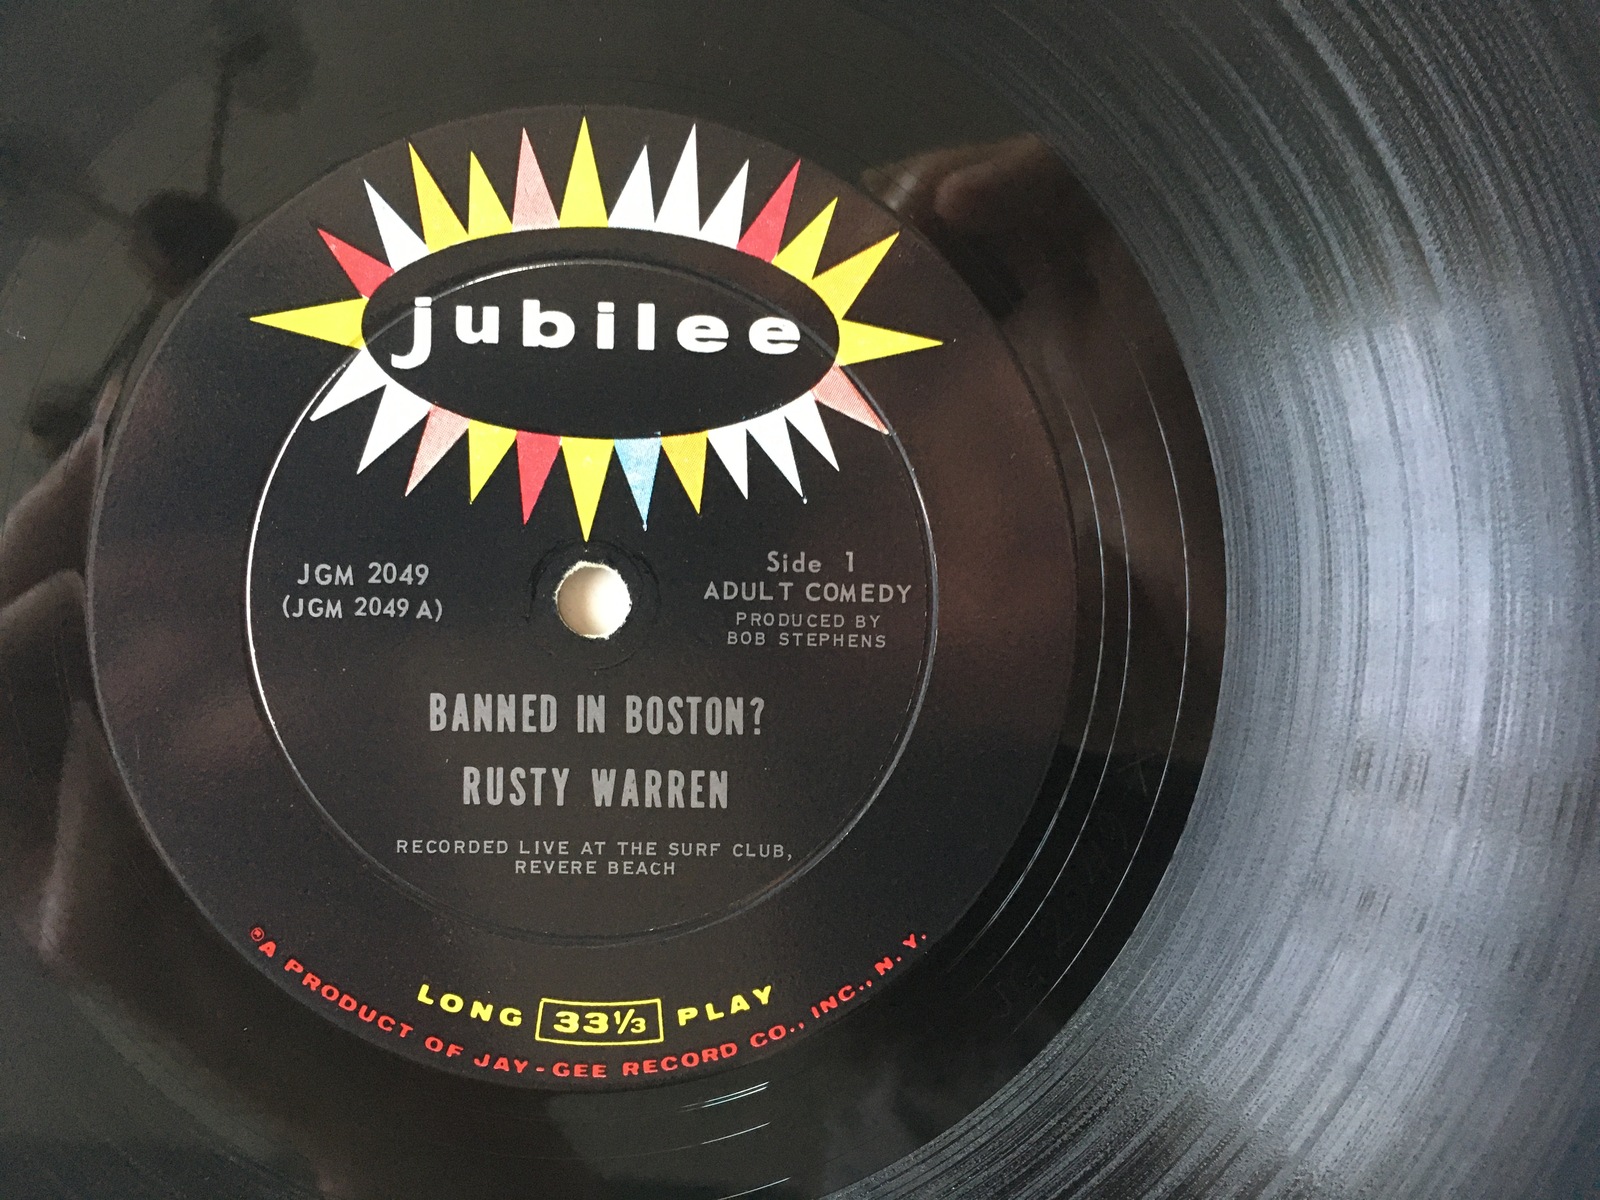 jubilee
JGM 2049
(JGM 2049 A)
Side 1
ADULT COMEDY
PRODUCED BY
BOB STEPHENS
BANNED IN BOSTON?
RUSTY WARREN
RECORDED LIVE AT THE SURF CLUB,
REVERE BEACH
LONG 33⅓ PLAY
®A PRODUCT OF JAY-GEE RECORD CO., INC., N. Y.